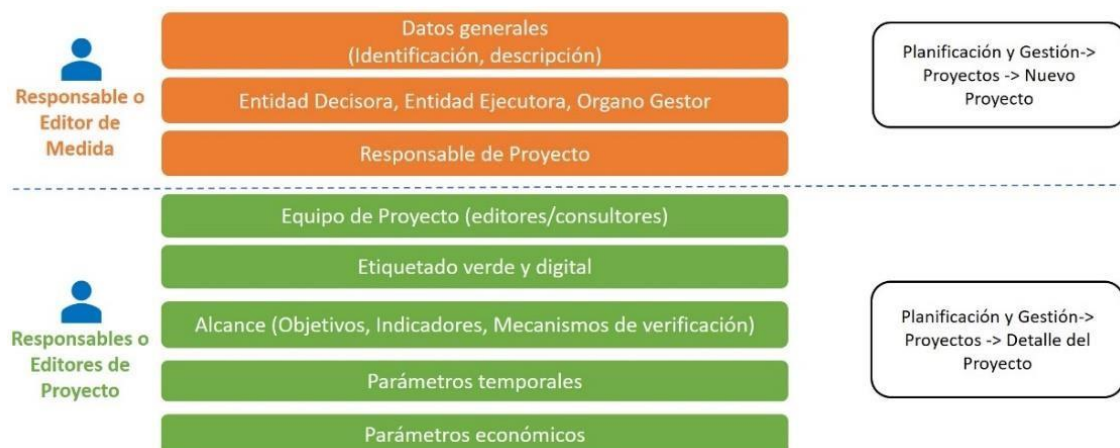 Responsable o
Editor de
Medida
Datos generales
(Identificación, descripción)
Entidad Decisora, Entidad Ejecutora, Organo Gestor
Responsable de Proyecto
Planificación y Gestión->
Proyectos -> Nuevo
Proyecto
Responsables o
Editores de
Proyecto
Equipo de Proyecto (editores/consultores)
Etiquetado verde y digital
Alcance (Objetivos, Indicadores, Mecanismos de verificación)
Parámetros temporales
Parámetros económicos
Planificación y Gestión->
Proyectos -> Detalle del
Proyecto